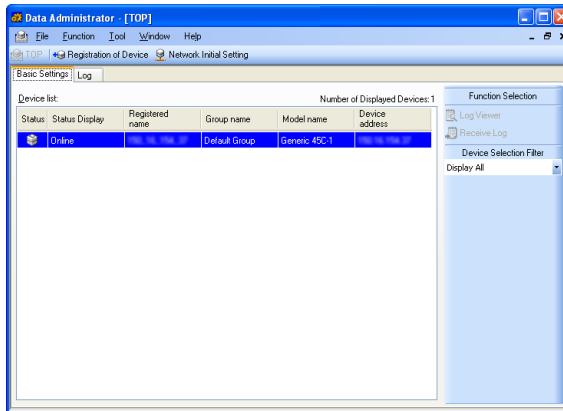 Data Administrator - [TOP]
File Function Tool Window Help
TOP Registration of Device Network Initial Setting
Basic Settings Log
Device list: Number of Displayed Devices: 1
Status Status Display Registered name Group name Model name Device address
Online Default Group Generic 45C-1
Function Selection
Log Viewer
Receive Log
Device Selection Filter
Display All